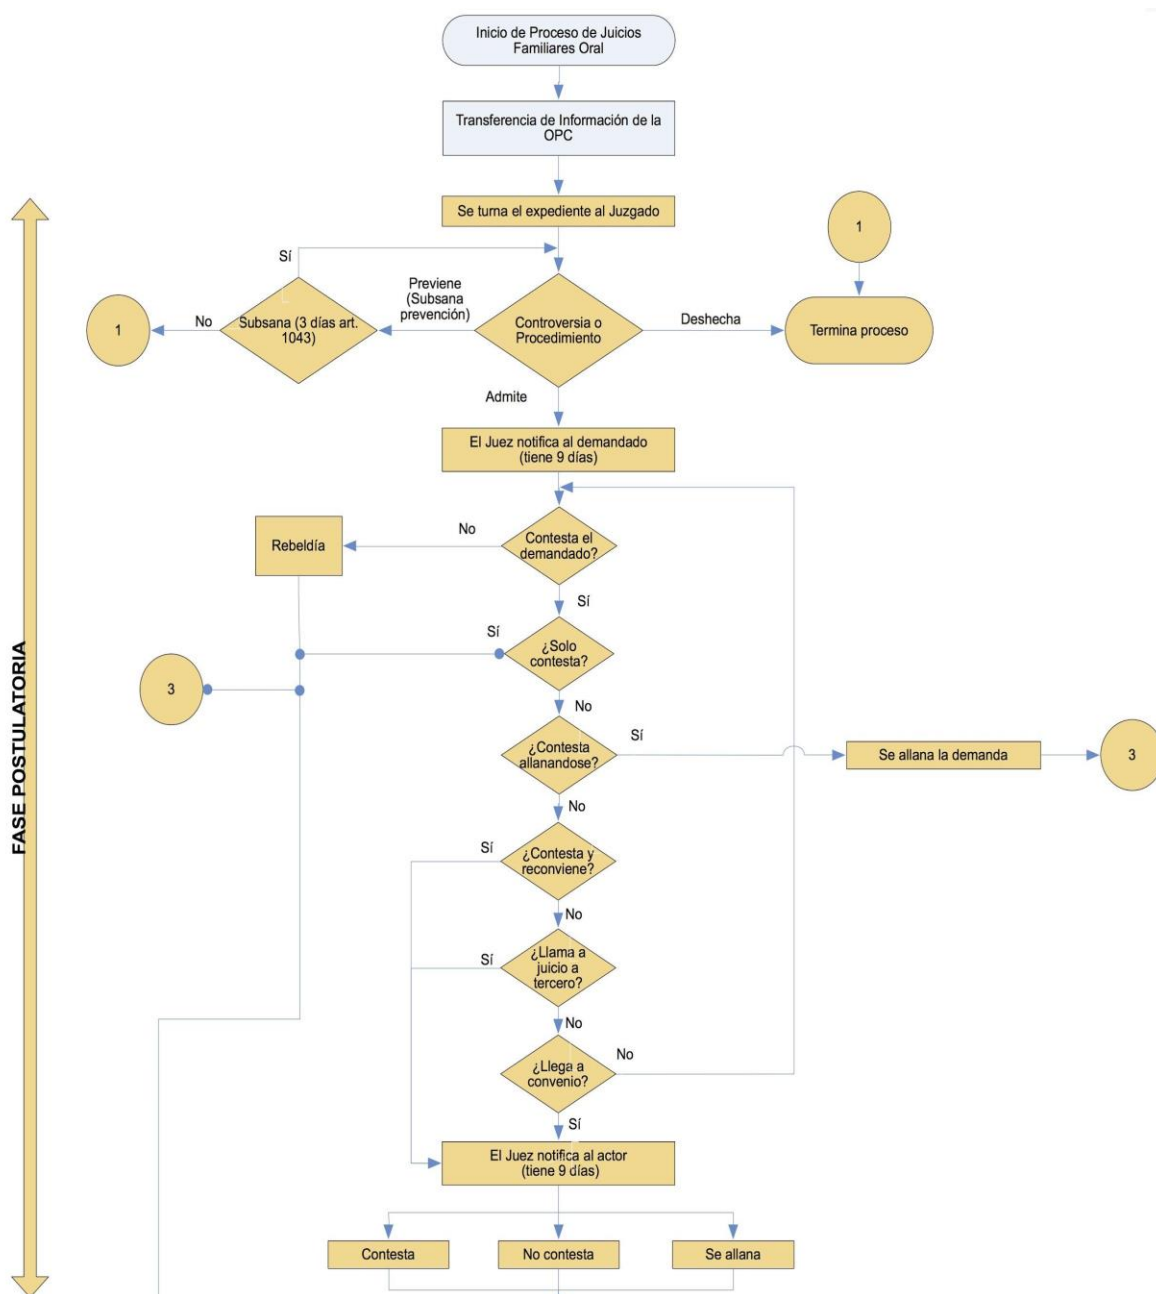 Inicio de Proceso de Juicios
Familiares Oral
Transferencia de Información de la
OPC
Se turna el expediente al Juzgado
1
Sí
Previene
(Subsana
prevención)
1
No
Subsana (3 días art.
1043)
Controversia o
Procedimiento
Deshecha
Termina proceso
Admite
El Juez notifica al demandado
(tiene 9 días)
Rebeldía
No
Contesta el
demandado?
Sí
Sí
¿Solo
contesta?
3
No
¿Contesta
allanandose?
Sí
Se allana la demanda
3
No
Sí
¿Contesta y
reconviene?
No
Sí
¿Llama a
juicio a
tercero?
No
¿Llega a
convenio?
No
Sí
El Juez notifica al actor
(tiene 9 días)
Contesta
No contesta
Se allana
FASE POSTULATORIA